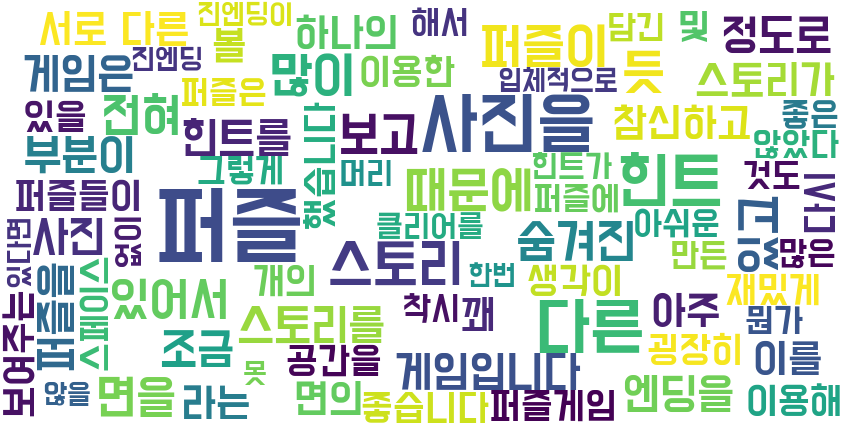 진엔딩이
서로 다른
볼
하나의
해서
퍼즐이
담긴
및
정도로
진엔딩
게임은
많이
이용한
듯
스토리가
퍼즐은
입체적으로
있을
전혀
힌트를
보고
사진을
참신하고
좋은
부분이
않았다
그렇게
했습니다
머리
때문에
힌트가
힌트
것도
퍼즐들이
퍼즐
퍼즐에
다시
있다면
사진
없이
클리어를
숨겨진
아쉬운
있고
많은
만든
퍼즐을
스페이스
있어서
개의
스토리
한번
생각이
재밌게
보여주는
스토리를
착시
꽤
다른
아주
뭔가
조금
공간을
게임입니다
굉장히
이를
않을
면을
라는
못
면의
좋습니다
퍼즐게임
엔딩을
이용해